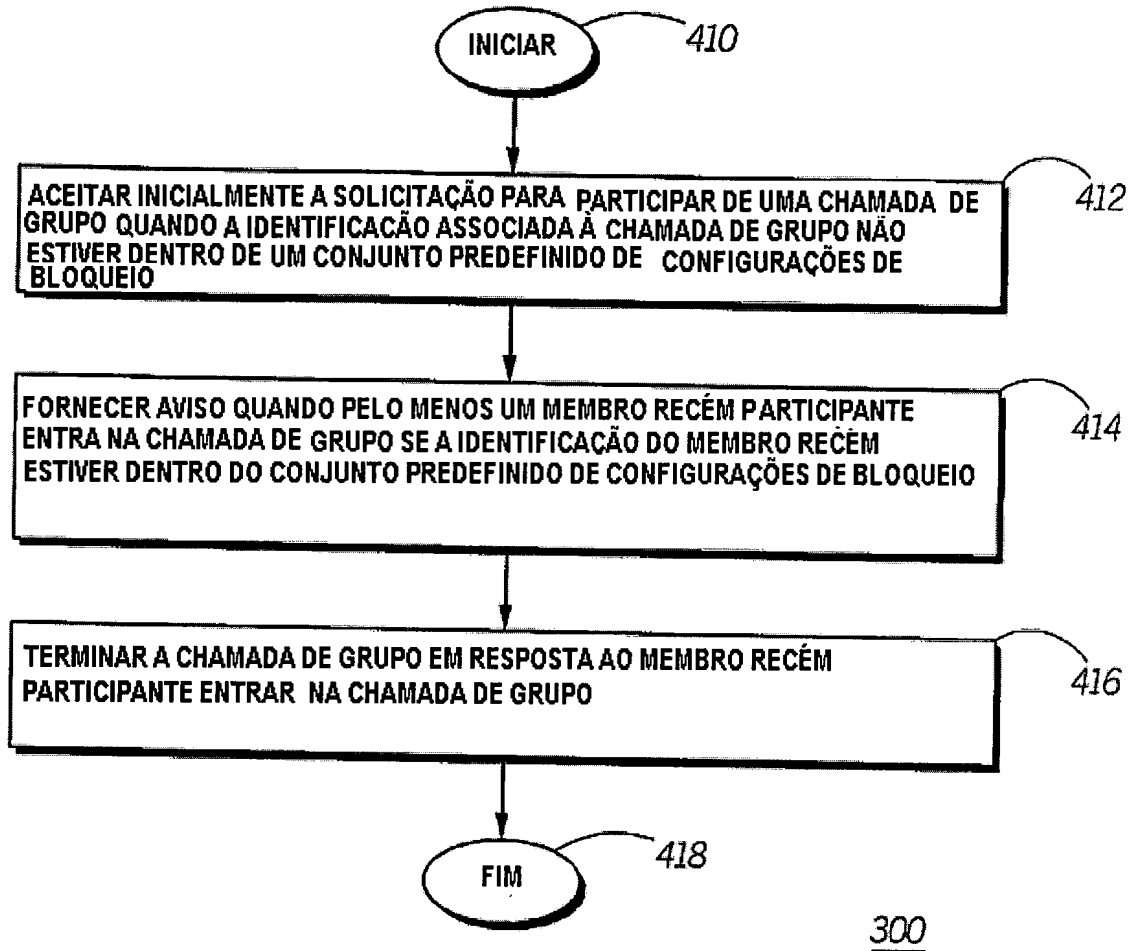 INICIAR
410
ACEITAR INICIALMENTE A SOLICITAÇÃO PARA PARTICIPAR DE UMA CHAMADA DE
GRUPO QUANDO A IDENTIFICACÃO ASSOCIADA À CHAMADA DE GRUPO NÃO
ESTIVER DENTRO DE UM CONJUNTO PREDEFINIDO DE CONFIGURAÇÕES DE
BLOQUEIO
412
FORNECER AVISO QUANDO PELO MENOS UM MEMBRO RECÉM PARTICIPANTE
ENTRA NA CHAMADA DE GRUPO SE A IDENTIFICAÇÃO DO MEMBRO RECÉM
ESTIVER DENTRO DO CONJUNTO PREDEFINIDO DE CONFIGURAÇÕES DE BLOQUEIO
414
TERMINAR A CHAMADA DE GRUPO EM RESPOSTA AO MEMBRO RECÉM
PARTICIPANTE ENTRAR NA CHAMADA DE GRUPO
416
FIM
418
300